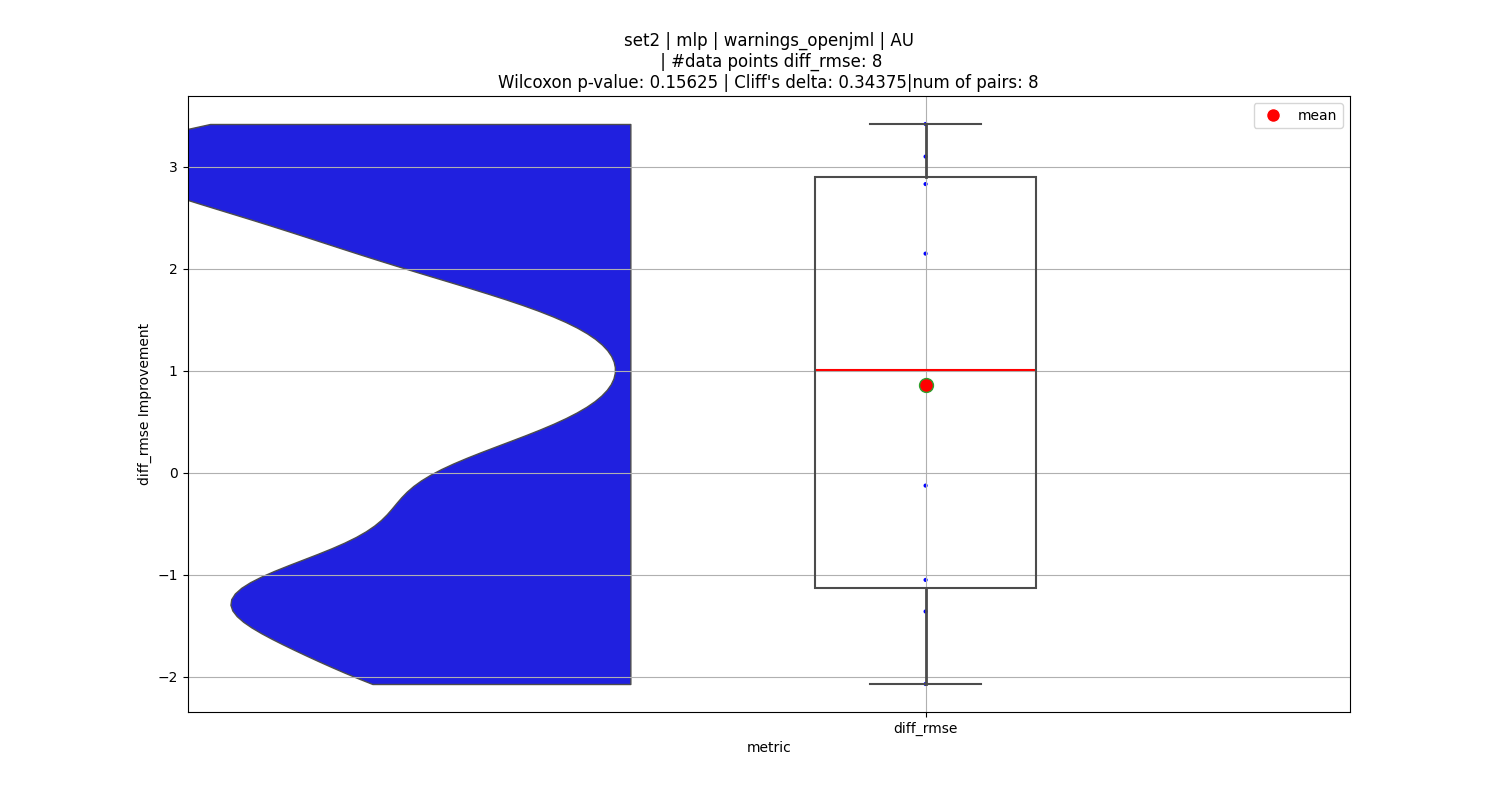 set2 | mlp | warnings_openjml | AU
| #data points diff_rmse: 8
Wilcoxon p-value: 0.15625 | Cliff's delta: 0.34375|num of pairs: 8
mean
3
2
1
0
−1
−2
diff_rmse Improvement
diff_rmse
metric